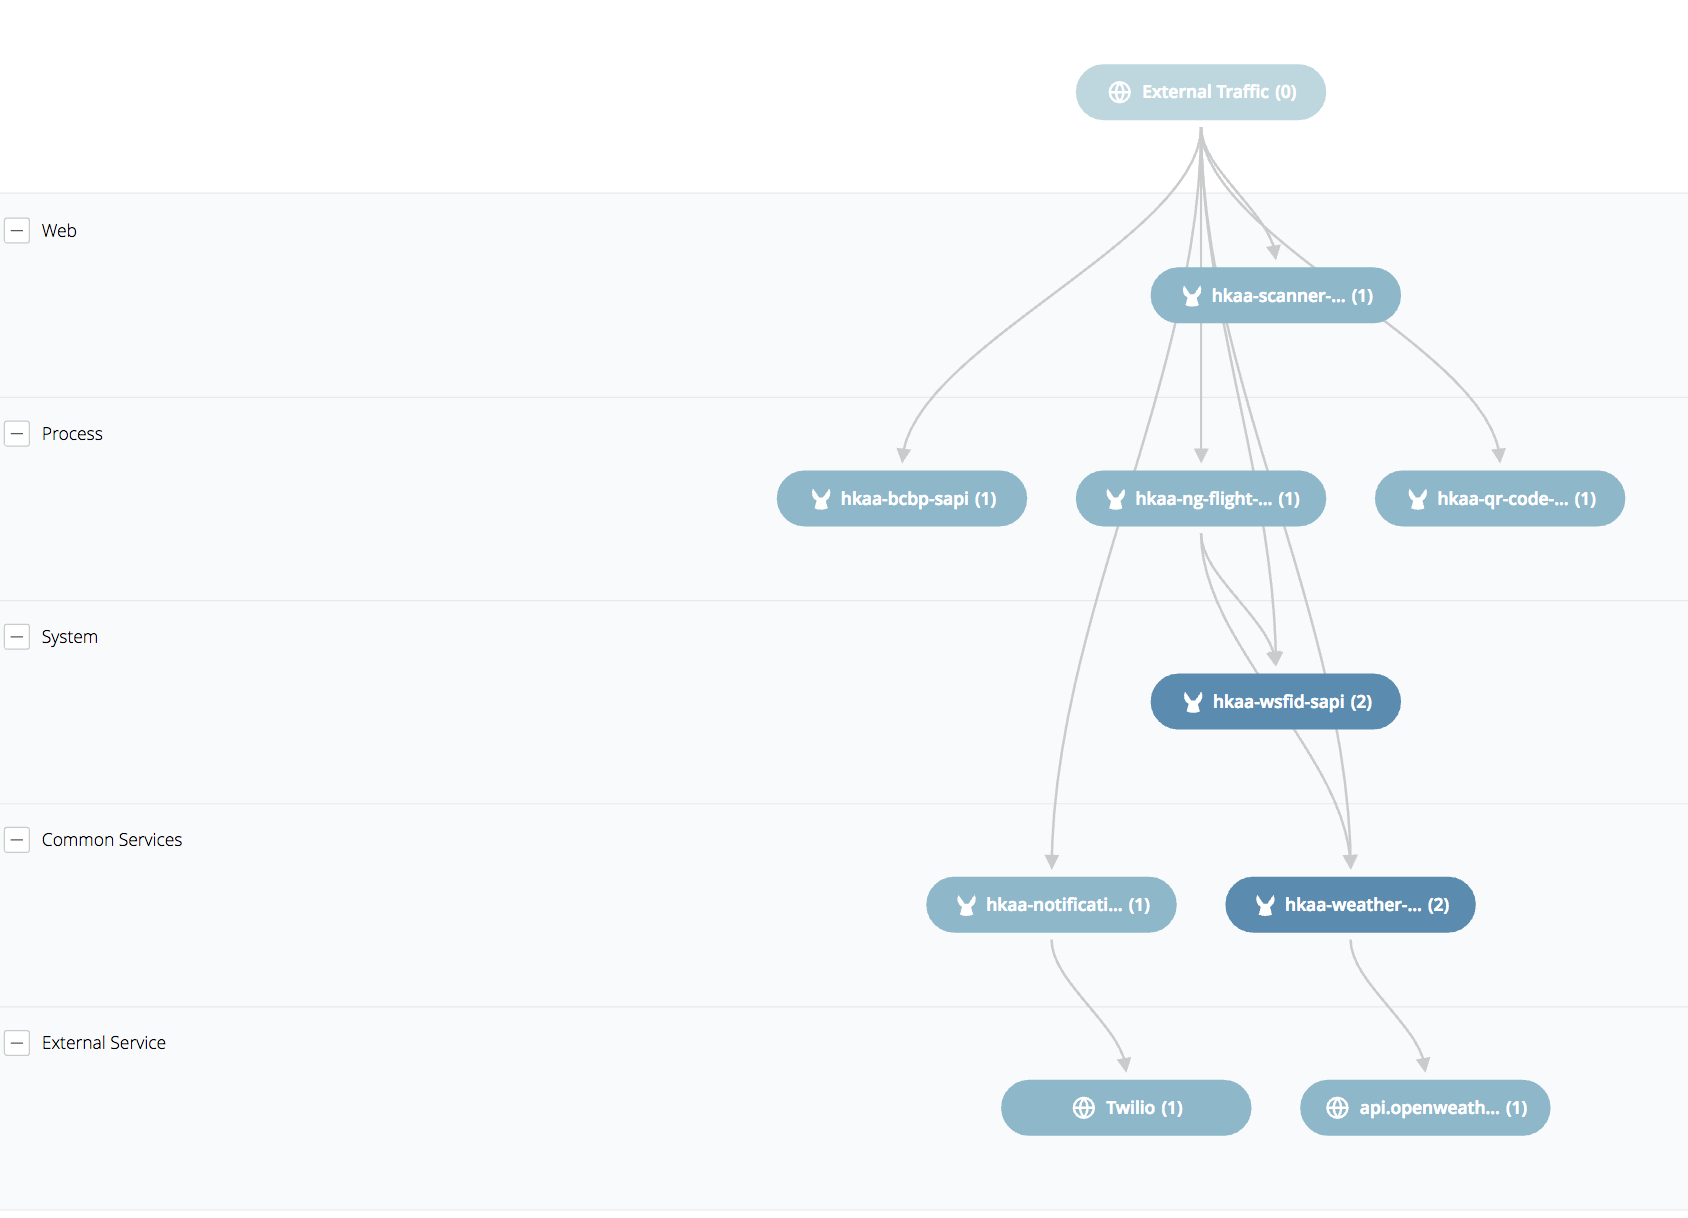 External Traffic (0)
Web
hkaa-scanner-... (1)
Process
hkaa-bcbp-sapi (1)
hkaa-ng-flight-... (1)
hkaa-qr-code-... (1)
System
hkaa-wsfid-sapi (2)
Common Services
hkaa-notificati... (1)
hkaa-weather-... (2)
External Service
Twilio (1)
api.openweath... (1)